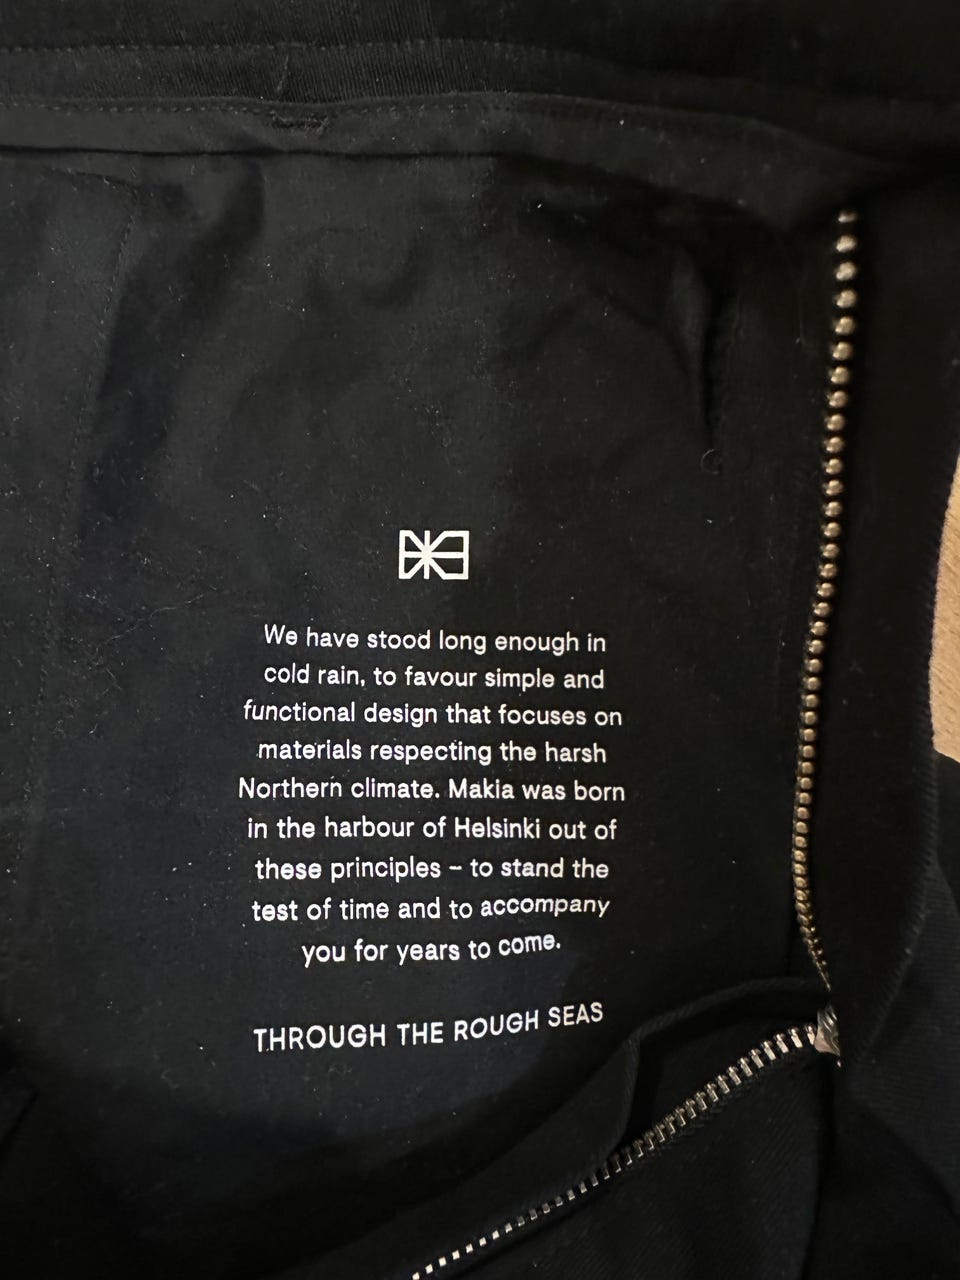 We have stood long enough in
cold rain, to favour simple and
functional design that focuses on
materials respecting the harsh
Northern climate. Makia was born
in the harbour of Helsinki out of
these principles – to stand the
test of time and to accompany
you for years to come.
THROUGH THE ROUGH SEAS